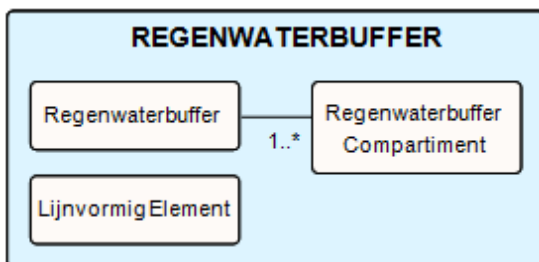 REGENWATERBUFFER
Regenwaterbuffer
1..*
Regenwaterbuffer
Compartiment
LijnvormigElement